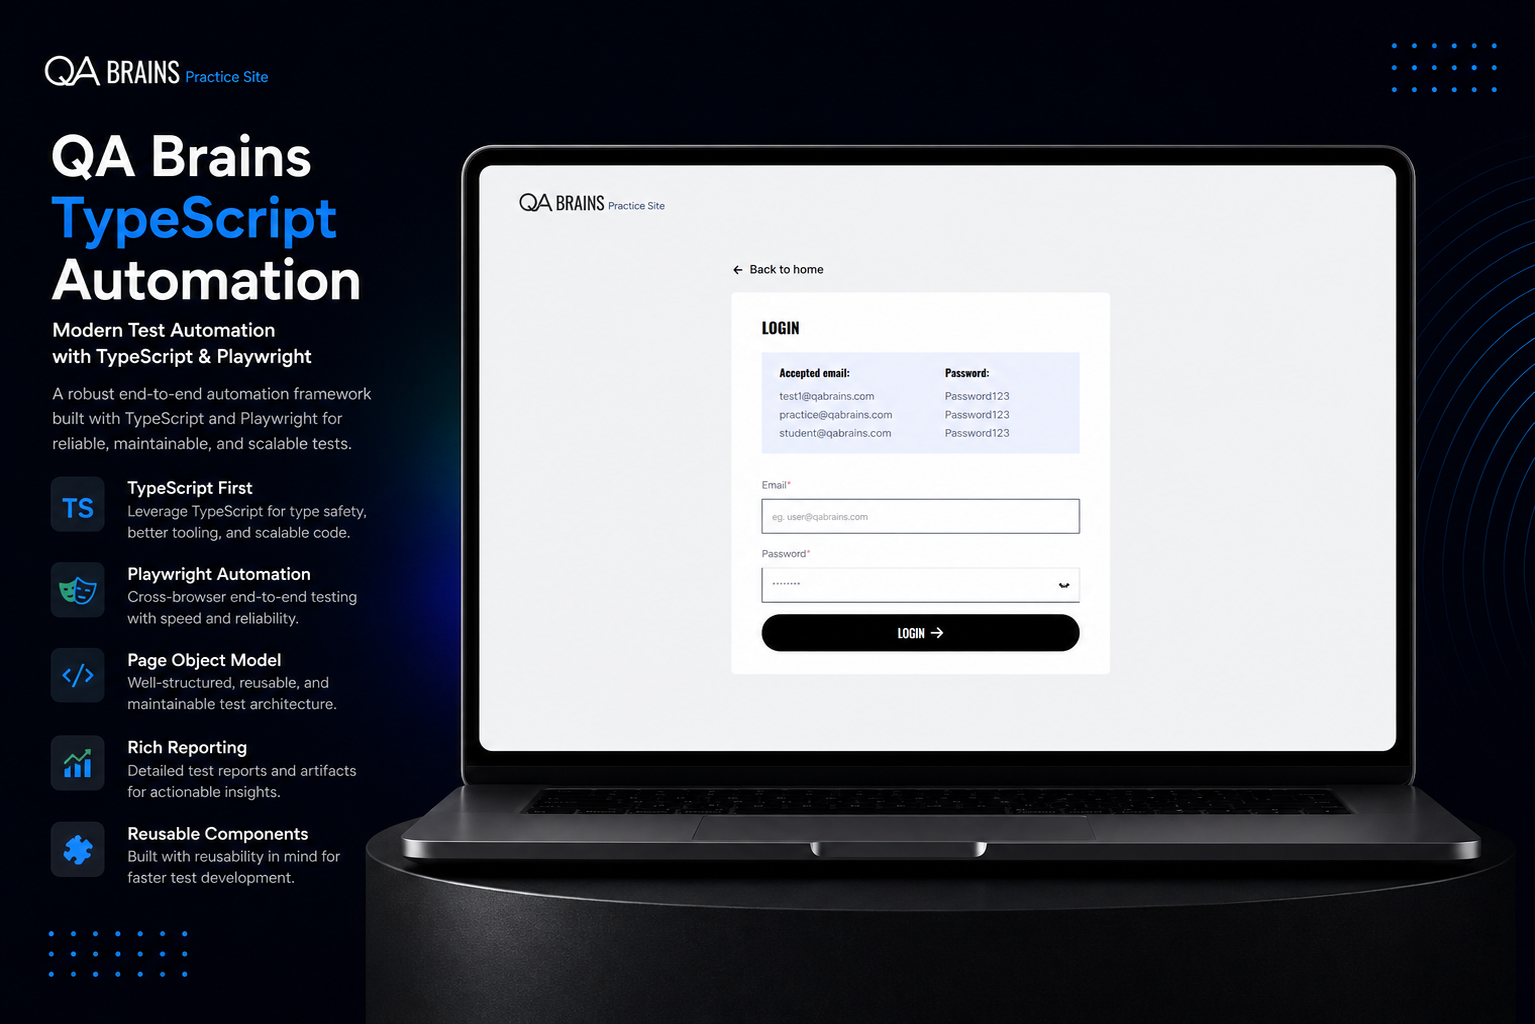 QA BRAINS Practice Site
QA Brains
TypeScript
Automation
Modern Test Automation
with TypeScript & Playwright
A robust end-to-end automation framework
built with TypeScript and Playwright for
reliable, maintainable, and scalable tests.
TS
TypeScript First
Leverage TypeScript for type safety,
better tooling, and scalable code.
Playwright Automation
Cross-browser end-to-end testing
with speed and reliability.
</>
Page Object Model
Well-structured, reusable, and
maintainable test architecture.
Rich Reporting
Detailed test reports and artifacts
for actionable insights.
Reusable Components
Built with reusability in mind for
faster test development.
QA BRAINS Practice Site
← Back to home
LOGIN
Accepted email: Password:
test1@qabrains.com Password123
practice@qabrains.com Password123
student@qabrains.com Password123
Email*
eg. user@qabrains.com
Password*
••••••••
LOGIN →